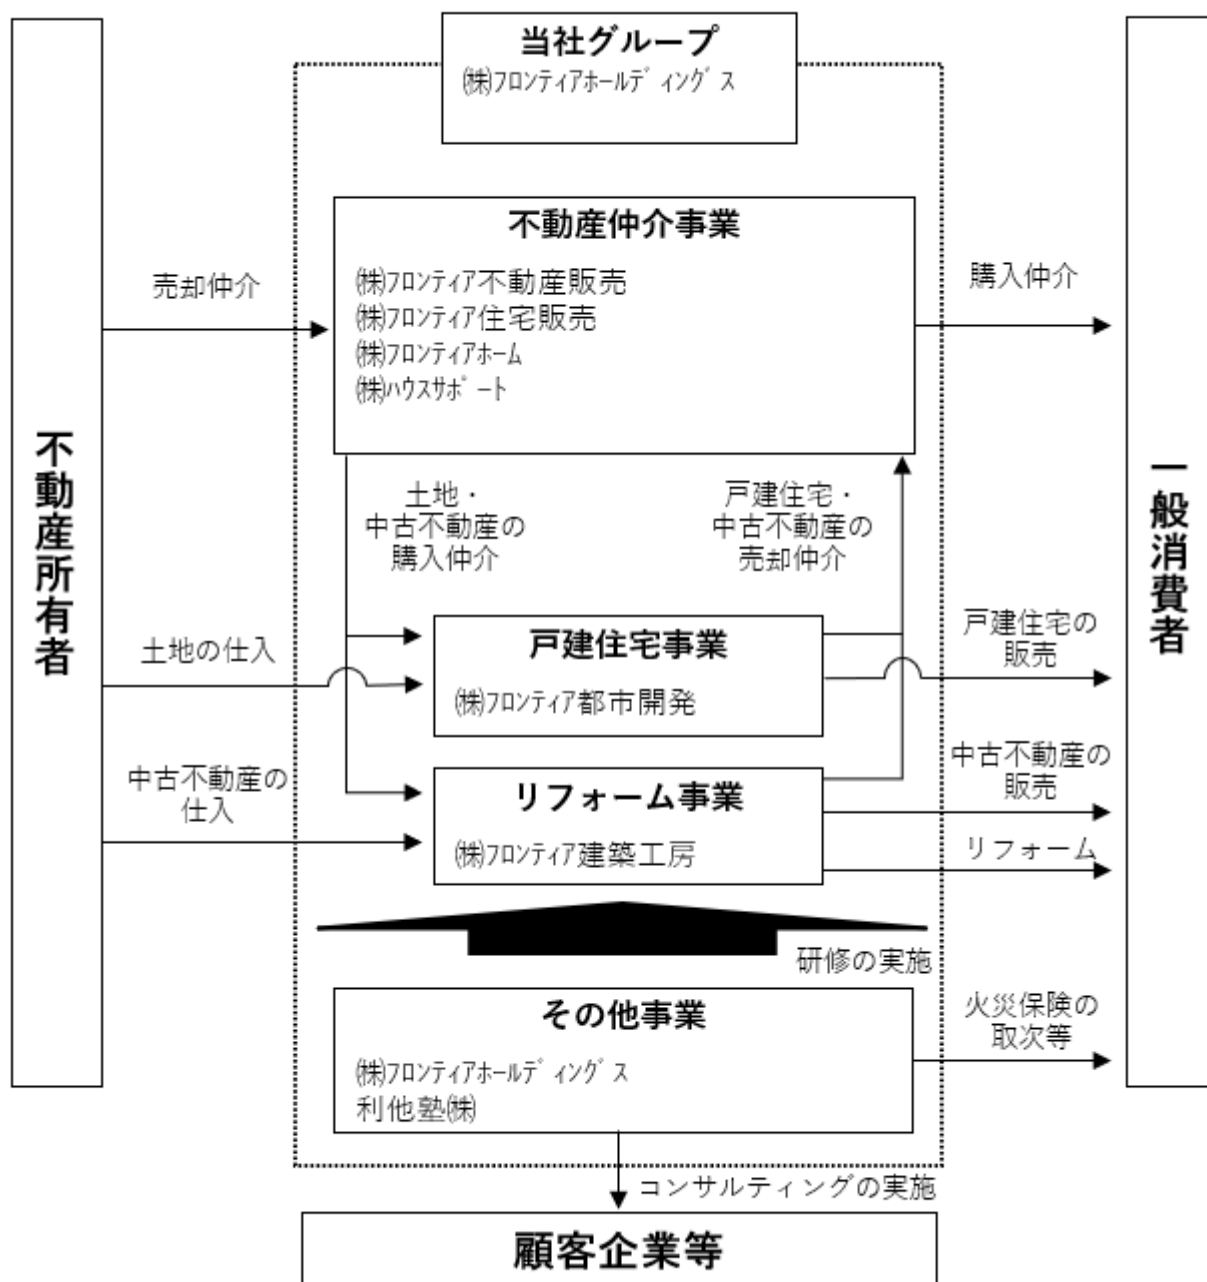 当社グループ
㈱ﾌﾛﾝﾃｨｱﾎｰﾙﾃﾞｨﾝｸﾞｽ
不動産仲介事業
㈱ﾌﾛﾝﾃｨｱ不動産販売
㈱ﾌﾛﾝﾃｨｱ住宅販売
㈱ﾌﾛﾝﾃｨｱﾎｰﾑ
㈱ﾊｳｽｻﾎﾟｰﾄ
売却仲介
購入仲介
不動産所有者
一般消費者
土地・
中古不動産の
購入仲介
戸建住宅・
中古不動産の
売却仲介
土地の仕入
戸建住宅事業
㈱ﾌﾛﾝﾃｨｱ都市開発
戸建住宅の
販売
中古不動産の
仕入
リフォーム事業
㈱ﾌﾛﾝﾃｨｱ建築工房
中古不動産の
販売
リフォーム
研修の実施
その他事業
㈱ﾌﾛﾝﾃｨｱﾎｰﾙﾃﾞｨﾝｸﾞｽ
利他塾㈱
火災保険の
取次等
コンサルティングの実施
顧客企業等